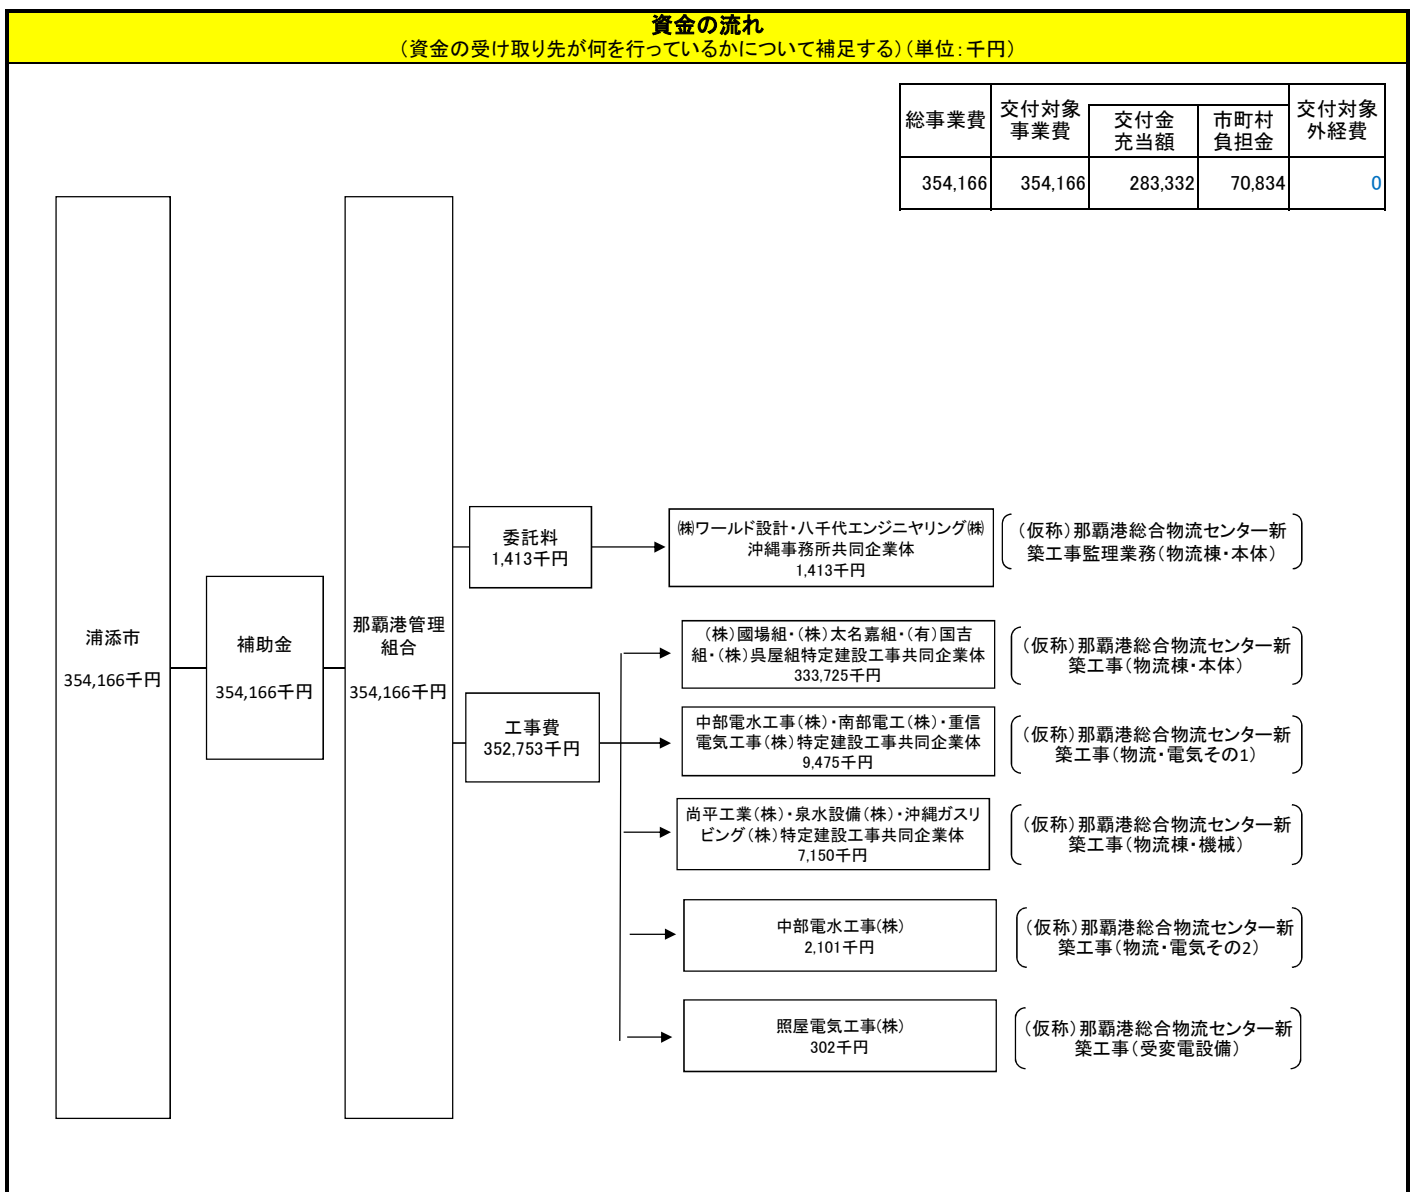 資金の流れ
（資金の受け取り先が何を行っているかについて補足する）（単位：千円）
総事業費
交付対象
事業費
交付金
充当額
市町村
負担金
交付対象
外経費
354,166
354,166
283,332
70,834
0
浦添市
354,166千円
補助金
354,166千円
那覇港管理
組合
354,166千円
委託料
1,413千円
㈱ワールド設計・八千代エンジニヤリング㈱
沖縄事務所共同企業体
1,413千円
（仮称）那覇港総合物流センター新
築工事監理業務（物流棟・本体）
工事費
352,753千円
（株）國場組・（株）太名嘉組・（有）国吉
組・（株）呉屋組特定建設工事共同企業体
333,725千円
（仮称）那覇港総合物流センター新
築工事（物流棟・本体）
中部電水工事（株）・南部電工（株）・重信
電気工事（株）特定建設工事共同企業体
9,475千円
（仮称）那覇港総合物流センター新
築工事（物流・電気その1）
尚平工業（株）・泉水設備（株）・沖縄ガスリ
ビング（株）特定建設工事共同企業体
7,150千円
（仮称）那覇港総合物流センター新
築工事（物流棟・機械）
中部電水工事(株)
2,101千円
（仮称）那覇港総合物流センター新
築工事（物流・電気その2）
照屋電気工事(株)
302千円
（仮称）那覇港総合物流センター新
築工事（受変電設備）